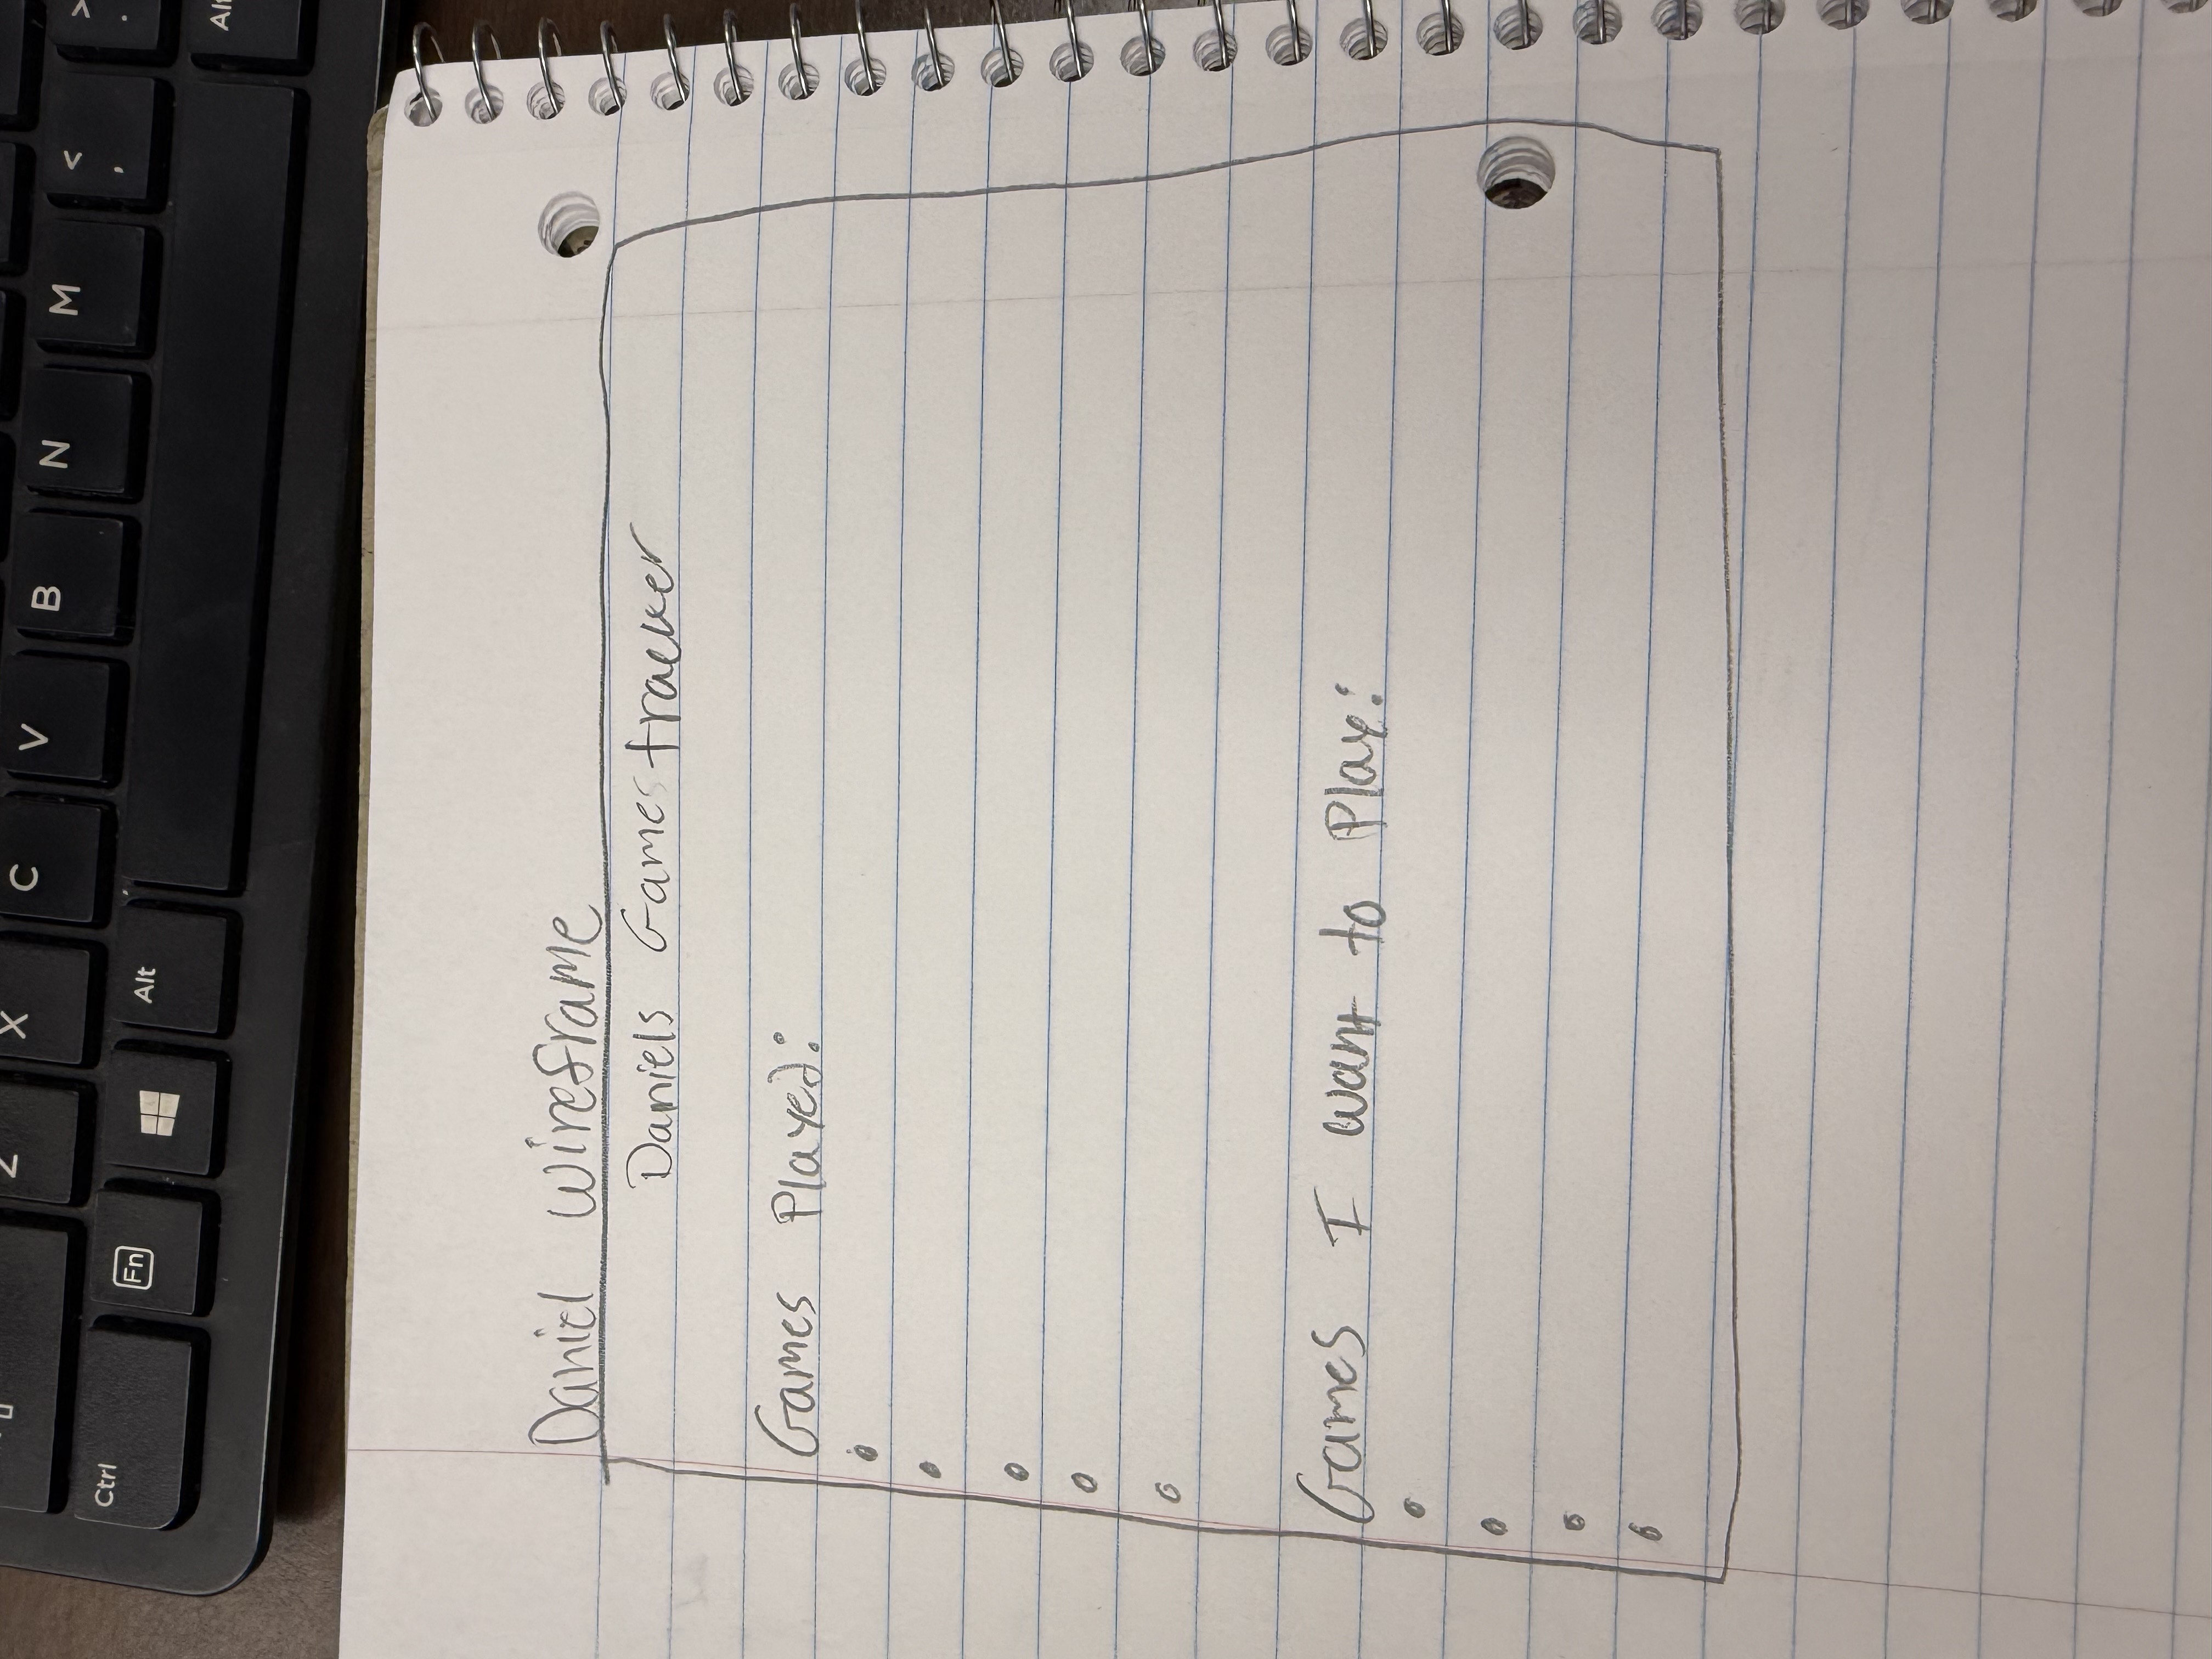 Z X C V B N M < >
Ctrl Fn Alt , .
Alt
Daniel Wireframe
Daniels Games tracker
Games Played:
Games I want to Play: